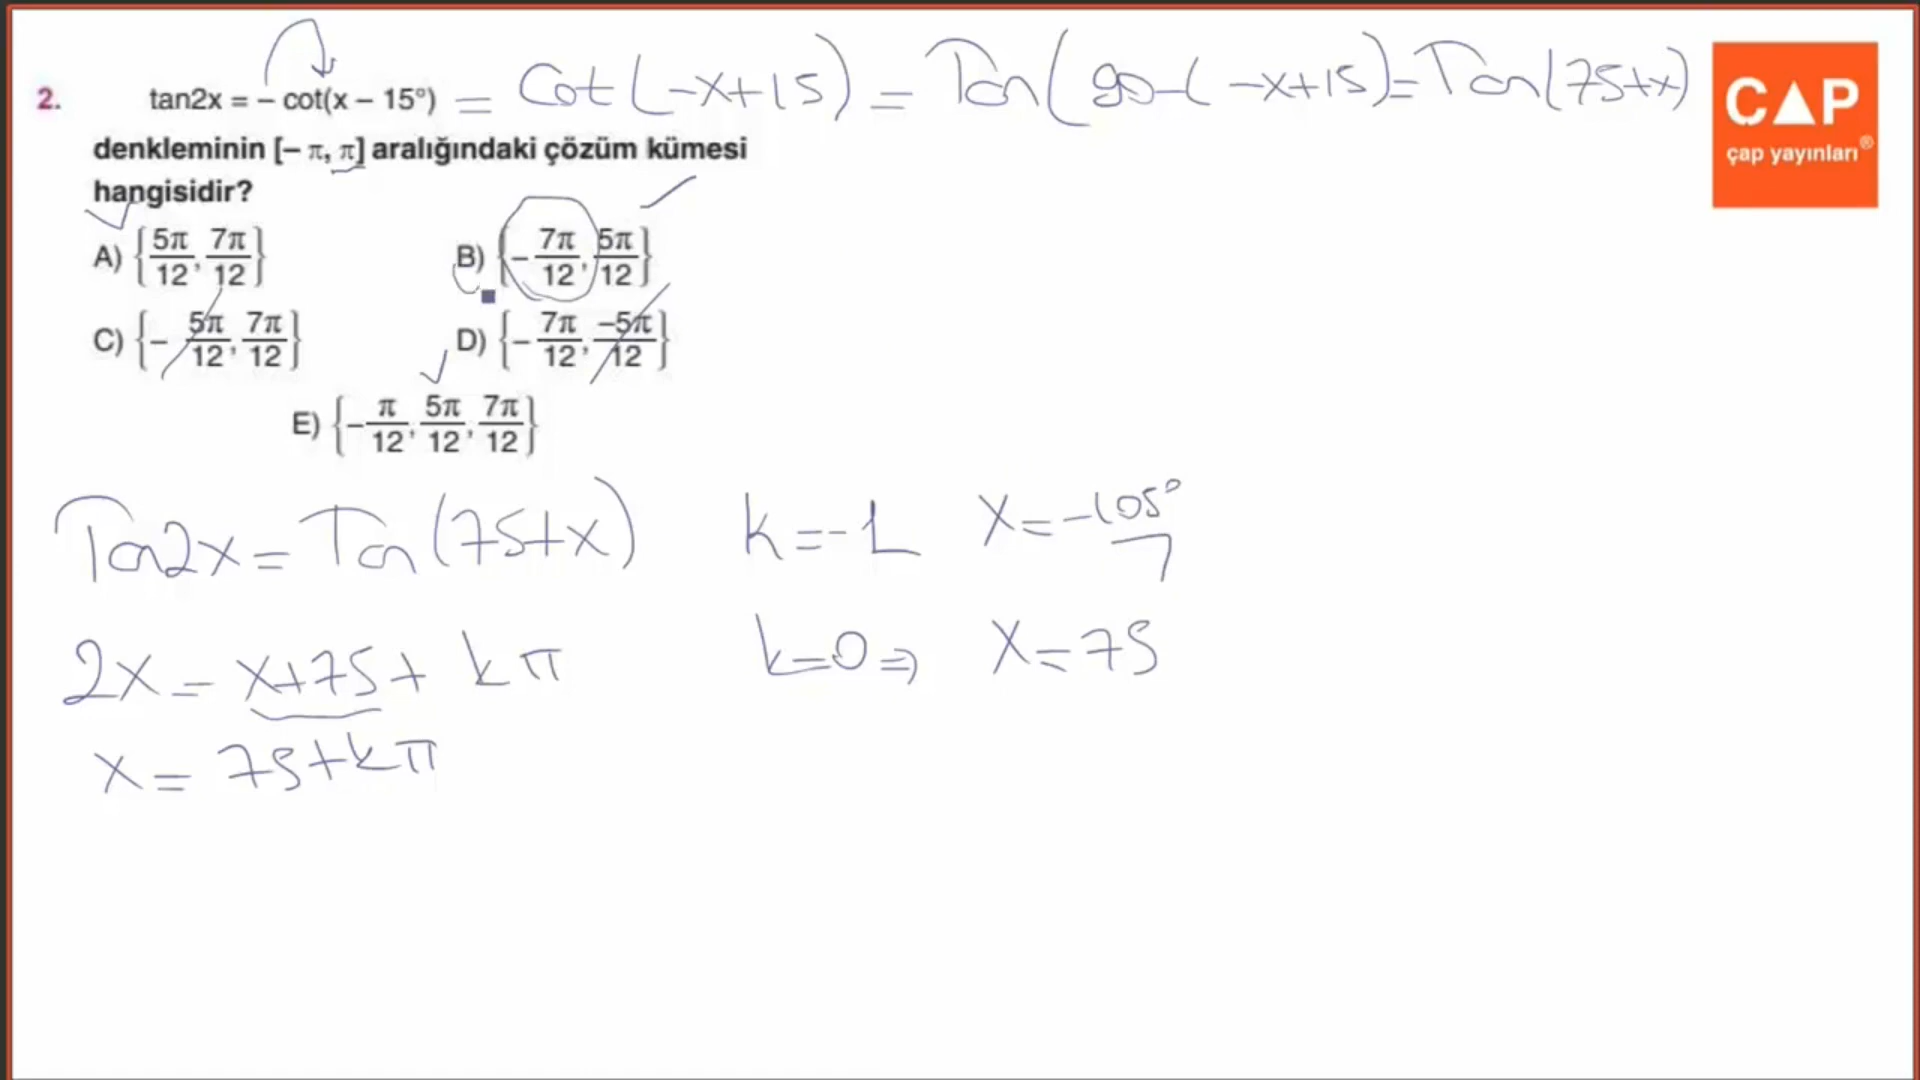 2. tan2x = – cot(x – 15°) = Cot(-x+15) = Tan(90-(-x+15)= Tan(75+x)
denkleminin [– π, π] aralığındaki çözüm kümesi
hangisidir?
A) {5π/12, 7π/12} B) {– 7π/12, 5π/12}
C) {– 5π/12, 7π/12} D) {– 7π/12, –5π/12}
E) {– π/12, 5π/12, 7π/12}
CAP
çap yayınları®
Tan2x = Tan(75+x)
2x = x+75+ kπ
x = 75+kπ
k=-1 x=-105°
k=0 ⇒ x=75